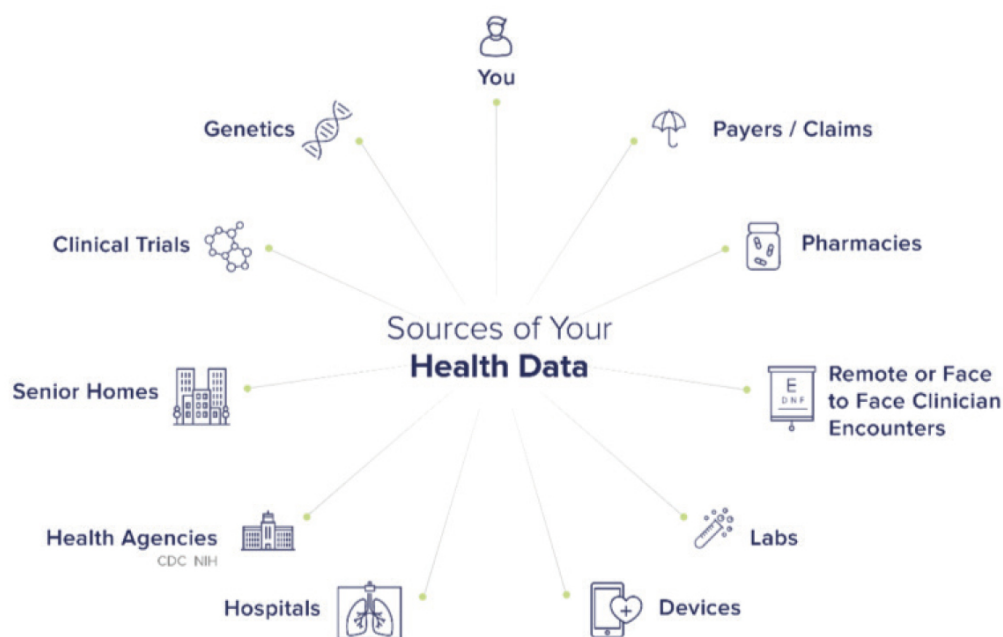 You
Genetics
Payers / Claims
Clinical Trials
Pharmacies
Sources of Your
Health Data
Senior Homes
E
D N F
Remote or Face
to Face Clinician
Encounters
Health Agencies
CDC NIH
Labs
Hospitals
Devices